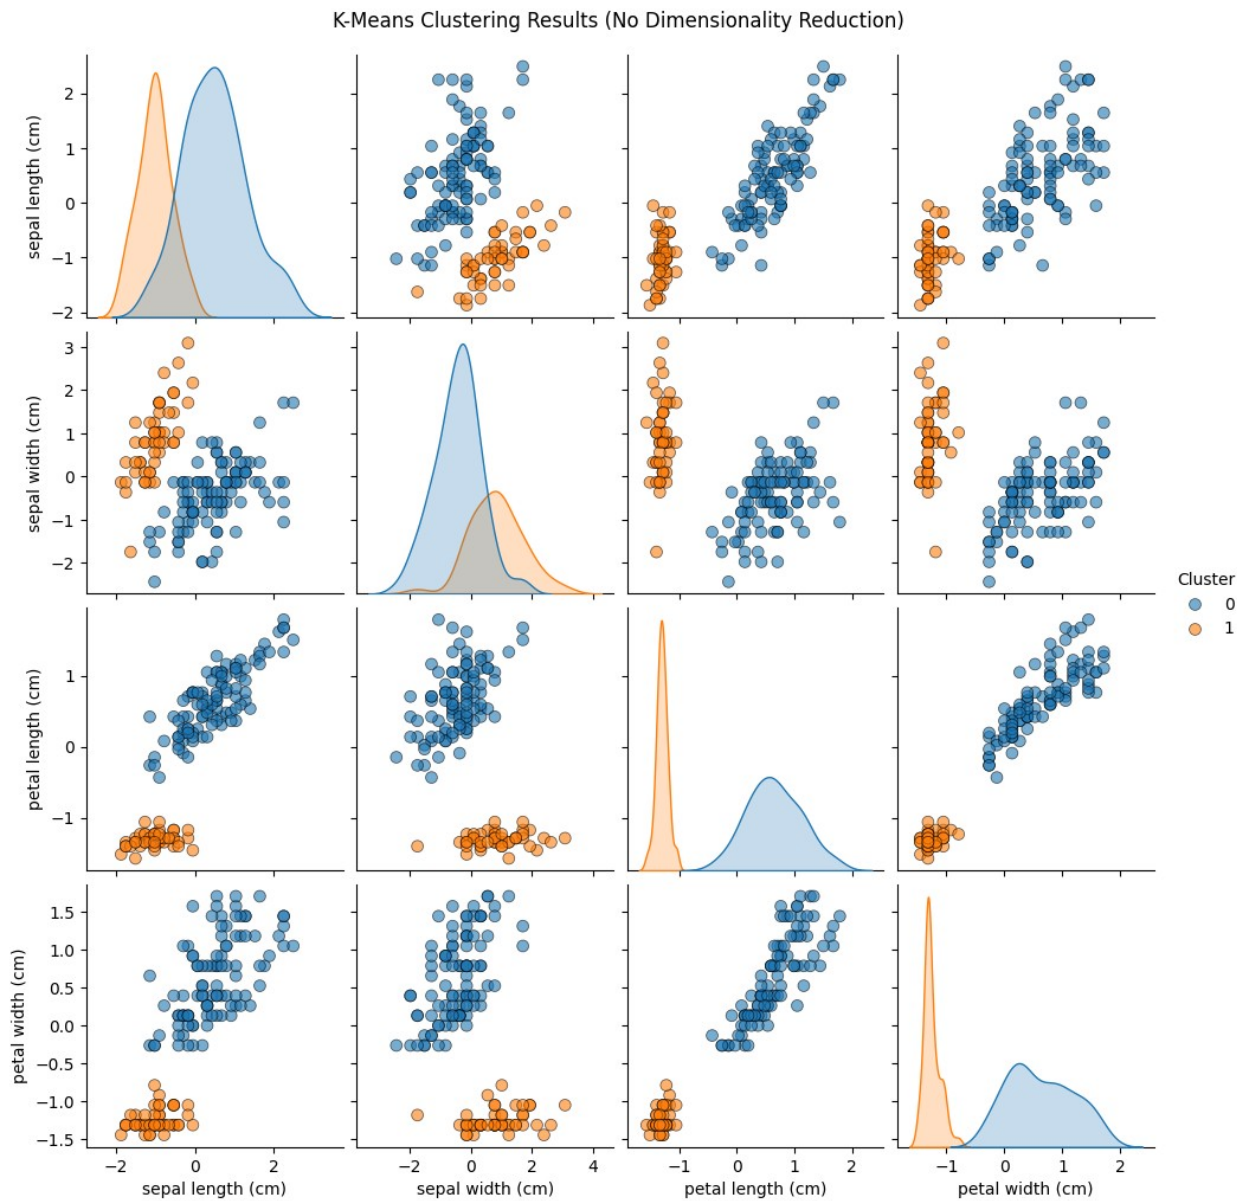 K-Means Clustering Results (No Dimensionality Reduction)
sepal length (cm)
2
1
0
−1
−2
sepal width (cm)
3
2
1
0
−1
−2
Cluster
0
1
petal length (cm)
1
0
−1
petal width (cm)
1.5
1.0
0.5
0.0
−0.5
−1.0
−1.5
−2 0 2
−2 0 2 4
−1 0 1 2
−1 0 1 2
sepal length (cm)
sepal width (cm)
petal length (cm)
petal width (cm)